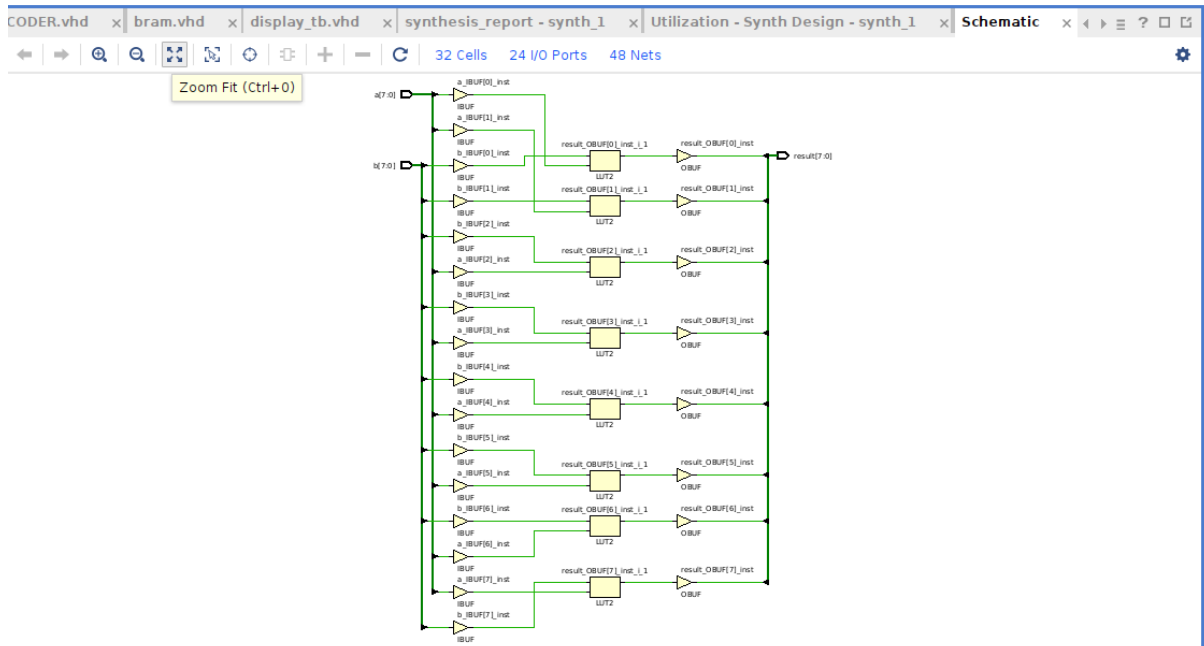 CODER.vhd × bram.vhd × display_tb.vhd × synthesis_report - synth_1 × Utilization - Synth Design - synth_1 × Schematic × ?
32 Cells 24 I/O Ports 48 Nets
Zoom Fit (Ctrl+0)
a[7:0]
b[7:0]
a_IBUF[0]_inst
IBUF
a_IBUF[1]_inst
IBUF
b_IBUF[0]_inst
IBUF
b_IBUF[1]_inst
IBUF
b_IBUF[2]_inst
IBUF
a_IBUF[2]_inst
IBUF
b_IBUF[3]_inst
IBUF
a_IBUF[3]_inst
IBUF
b_IBUF[4]_inst
IBUF
a_IBUF[4]_inst
IBUF
b_IBUF[5]_inst
IBUF
a_IBUF[5]_inst
IBUF
b_IBUF[6]_inst
IBUF
a_IBUF[6]_inst
IBUF
a_IBUF[7]_inst
IBUF
b_IBUF[7]_inst
IBUF
result_OBUF[0]_inst_i_1
LUT2
result_OBUF[1]_inst_i_1
LUT2
result_OBUF[2]_inst_i_1
LUT2
result_OBUF[3]_inst_i_1
LUT2
result_OBUF[4]_inst_i_1
LUT2
result_OBUF[5]_inst_i_1
LUT2
result_OBUF[6]_inst_i_1
LUT2
result_OBUF[7]_inst_i_1
LUT2
result_OBUF[0]_inst
OBUF
result_OBUF[1]_inst
OBUF
result_OBUF[2]_inst
OBUF
result_OBUF[3]_inst
OBUF
result_OBUF[4]_inst
OBUF
result_OBUF[5]_inst
OBUF
result_OBUF[6]_inst
OBUF
result_OBUF[7]_inst
OBUF
result[7:0]